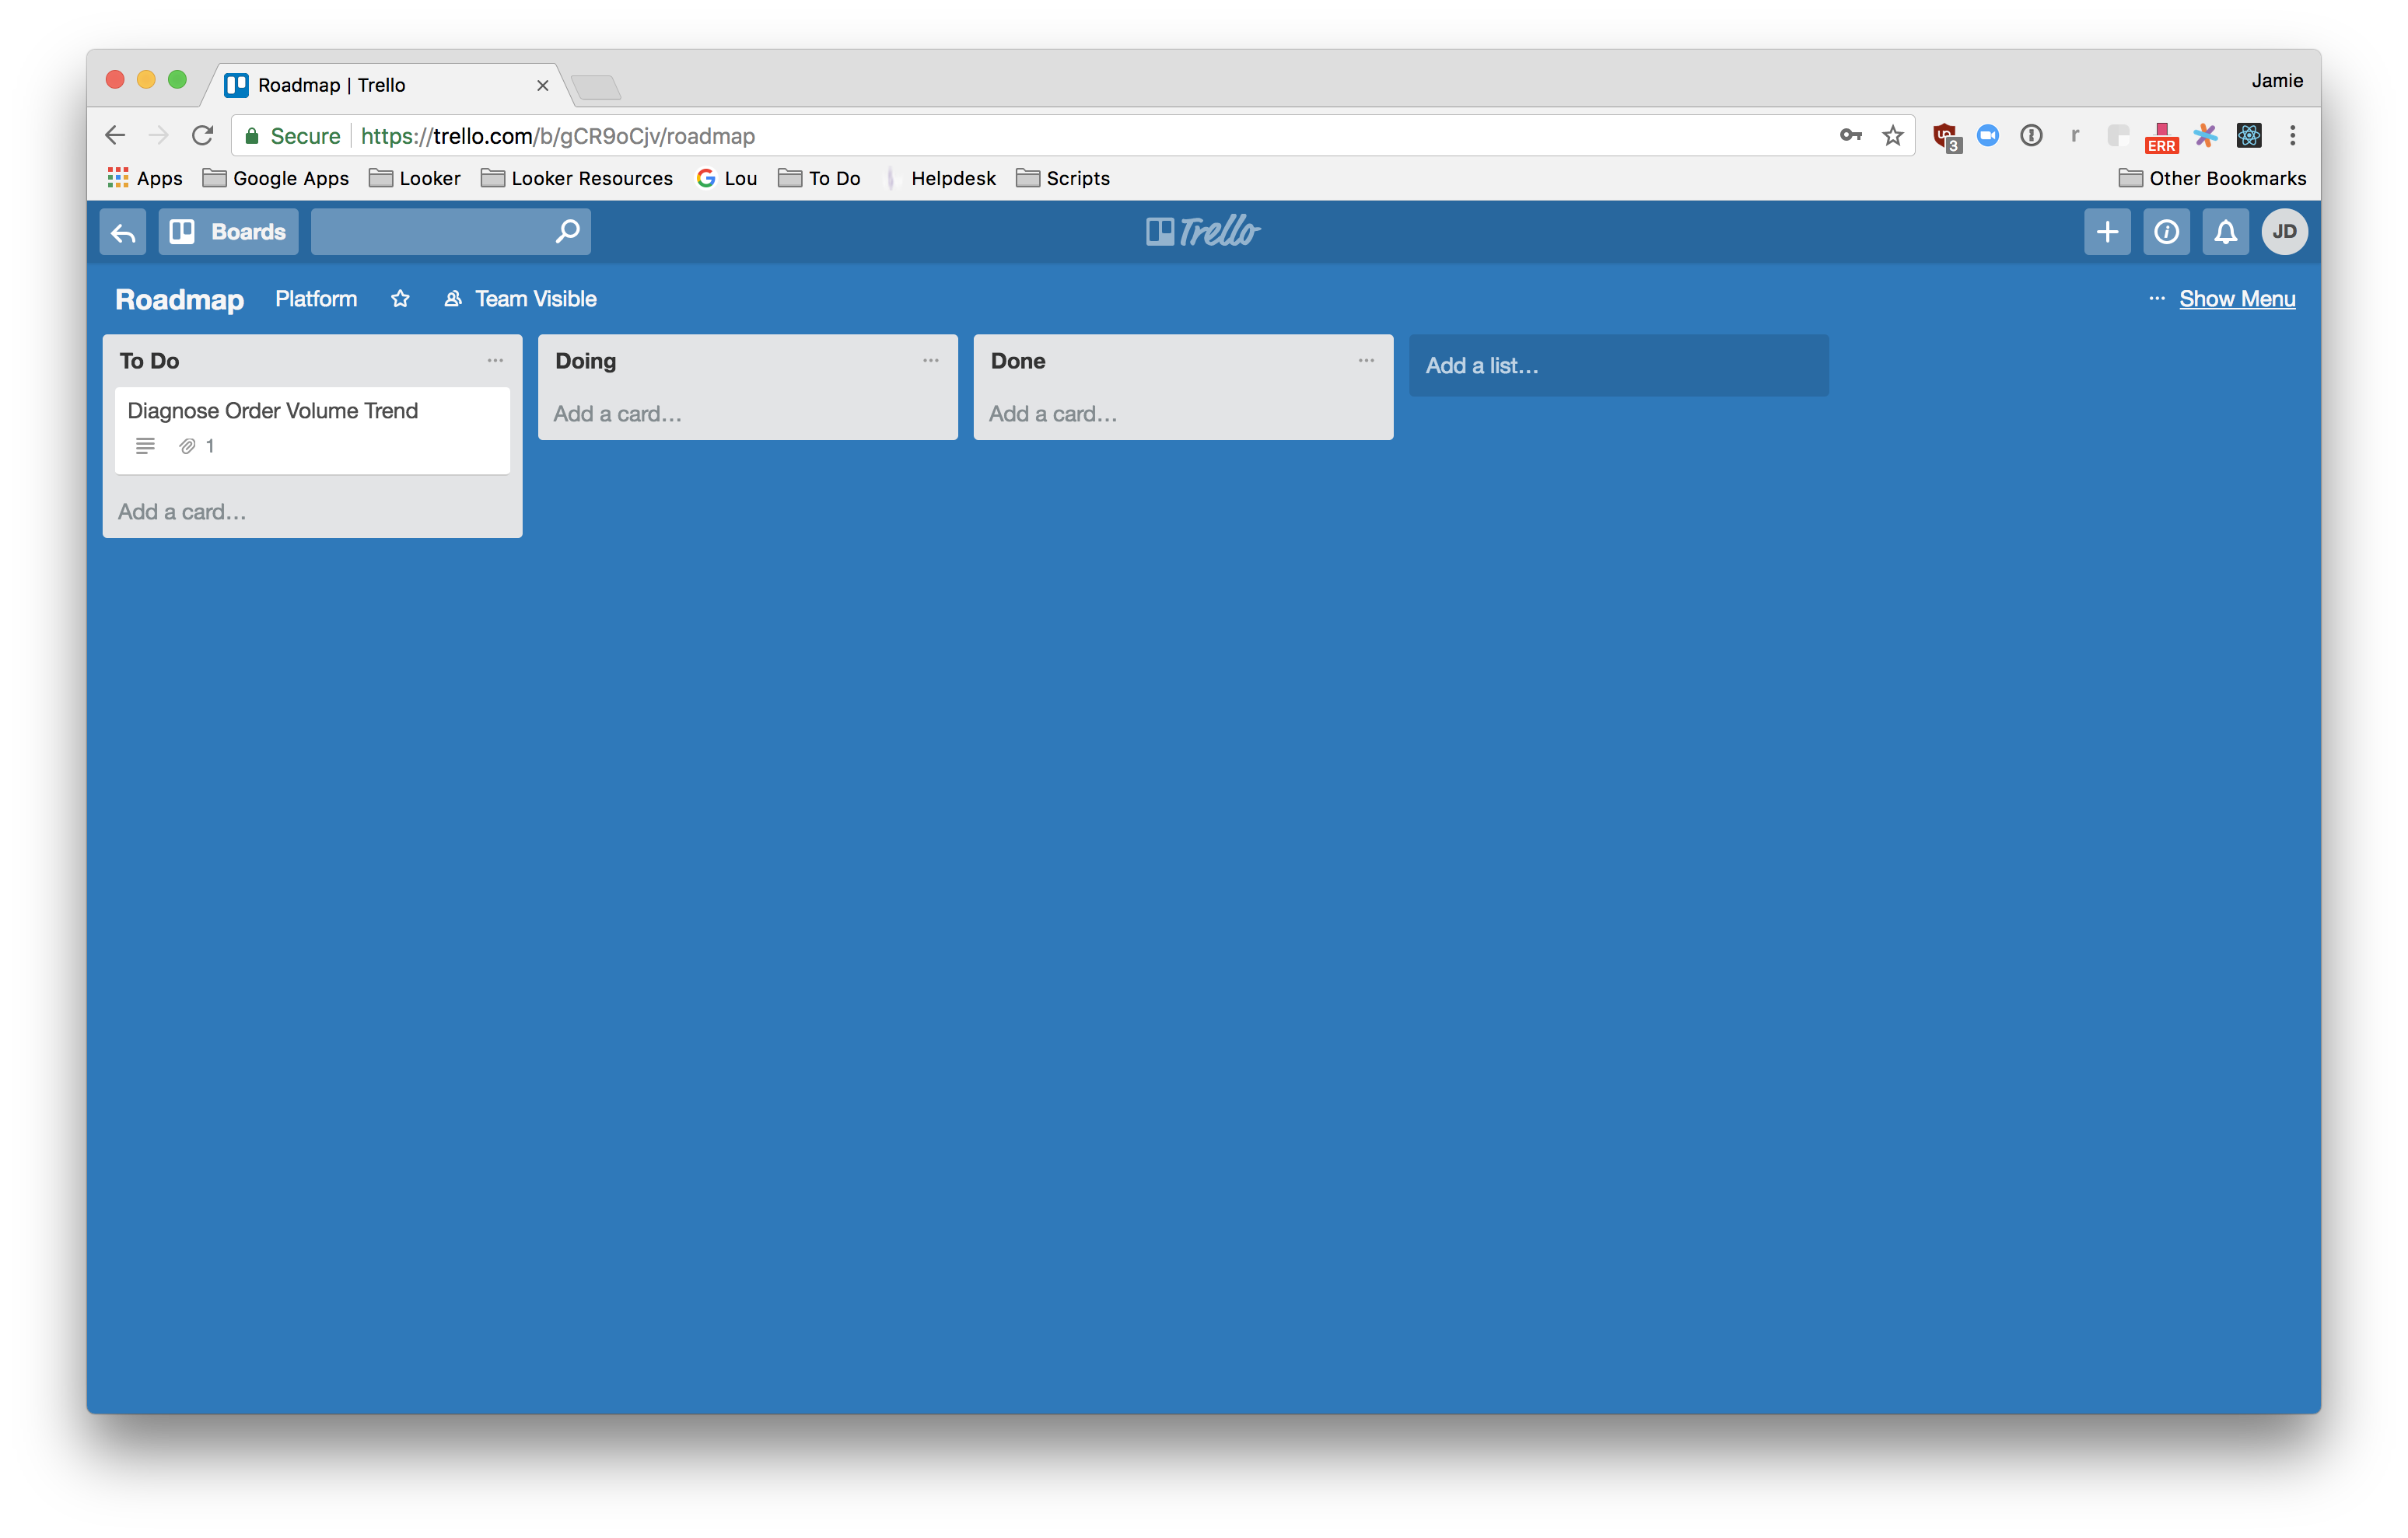 Roadmap | Trello
Jamie
Secure https://trello.com/b/gCR9oCjv/roadmap
3
r
ERR
Apps Google Apps Looker Looker Resources Lou To Do Helpdesk Scripts Other Bookmarks
Boards
Trello
JD
Roadmap Platform Team Visible ... Show Menu
To Do
Diagnose Order Volume Trend
1
Add a card…
Doing
Add a card…
Done
Add a card…
Add a list…